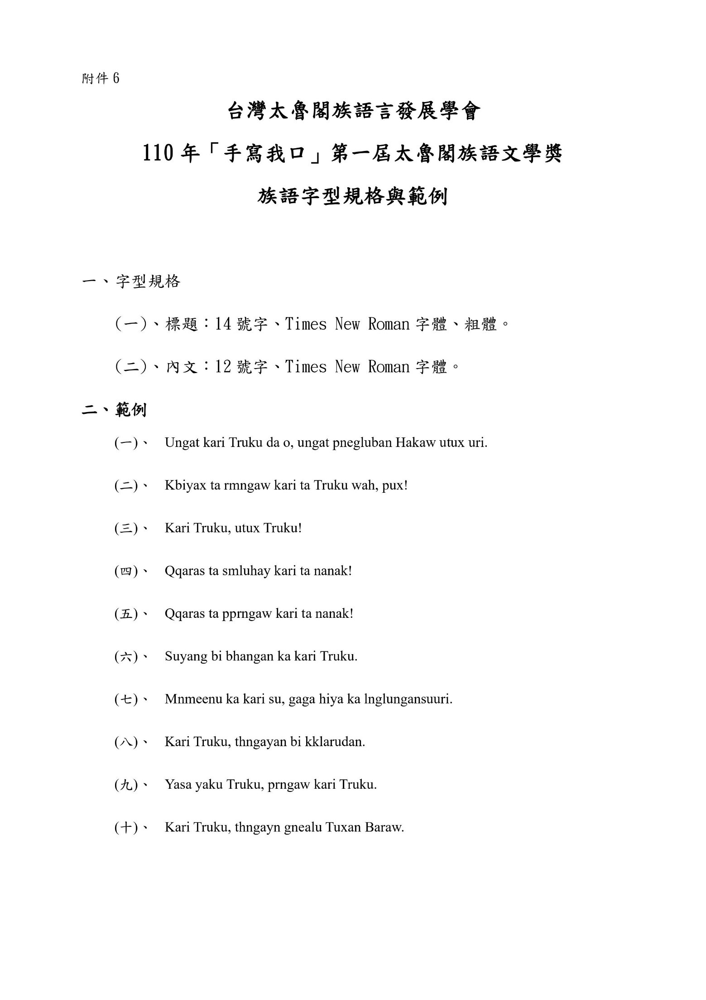 附件 6
台灣太魯閣族語言發展學會
110 年「手寫我口」第一屆太魯閣族語文學獎
族語字型規格與範例
一、字型規格
(一)、標題：14 號字、Times New Roman 字體、粗體。
(二)、內文：12 號字、Times New Roman 字體。
二、範例
(一)、 Ungat kari Truku da o, ungat pnegluban Hakaw utux uri.
(二)、 Kbiyax ta rmngaw kari ta Truku wah, pux!
(三)、 Kari Truku, utux Truku!
(四)、 Qqaras ta smluhay kari ta nanak!
(五)、 Qqaras ta pprngaw kari ta nanak!
(六)、 Suyang bi bhangan ka kari Truku.
(七)、 Mnmeenu ka kari su, gaga hiya ka lnglungansuuri.
(八)、 Kari Truku, thngayan bi kklarudan.
(九)、 Yasa yaku Truku, prngaw kari Truku.
(十)、 Kari Truku, thngayn gnealu Tuxan Baraw.